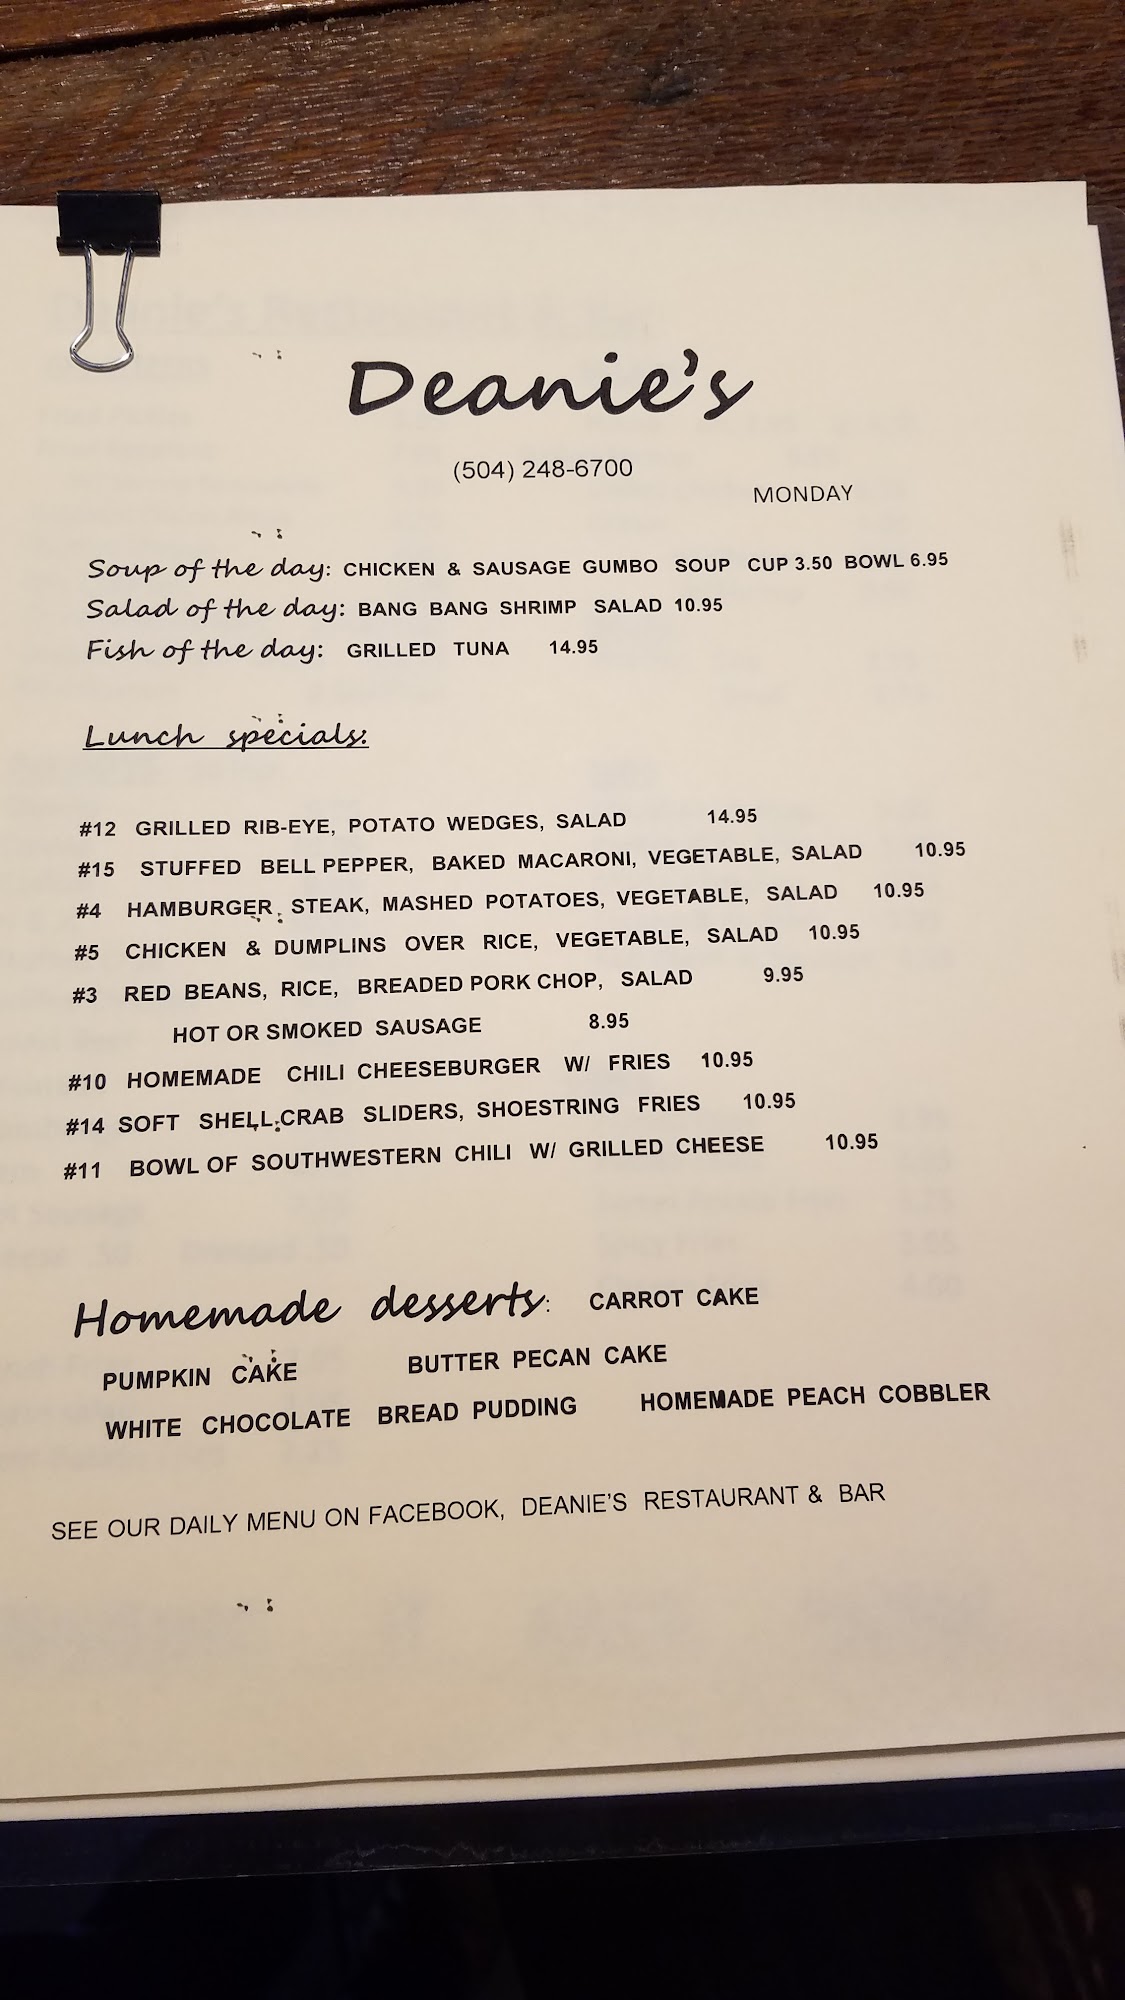 Deanie's
(504) 248-6700
MONDAY
Soup of the day: CHICKEN & SAUSAGE GUMBO SOUP CUP 3.50 BOWL 6.95
Salad of the day: BANG BANG SHRIMP SALAD 10.95
Fish of the day: GRILLED TUNA 14.95
Lunch specials:
#12 GRILLED RIB-EYE, POTATO WEDGES, SALAD 14.95
#15 STUFFED BELL PEPPER, BAKED MACARONI, VEGETABLE, SALAD 10.95
#4 HAMBURGER STEAK, MASHED POTATOES, VEGETABLE, SALAD 10.95
#5 CHICKEN & DUMPLINS OVER RICE, VEGETABLE, SALAD 10.95
#3 RED BEANS, RICE, BREADED PORK CHOP, SALAD 9.95
HOT OR SMOKED SAUSAGE 8.95
#10 HOMEMADE CHILI CHEESEBURGER W/ FRIES 10.95
#14 SOFT SHELL CRAB SLIDERS, SHOESTRING FRIES 10.95
#11 BOWL OF SOUTHWESTERN CHILI W/ GRILLED CHEESE 10.95
Homemade desserts: CARROT CAKE
PUMPKIN CAKE BUTTER PECAN CAKE
WHITE CHOCOLATE BREAD PUDDING HOMEMADE PEACH COBBLER
SEE OUR DAILY MENU ON FACEBOOK, DEANIE'S RESTAURANT & BAR